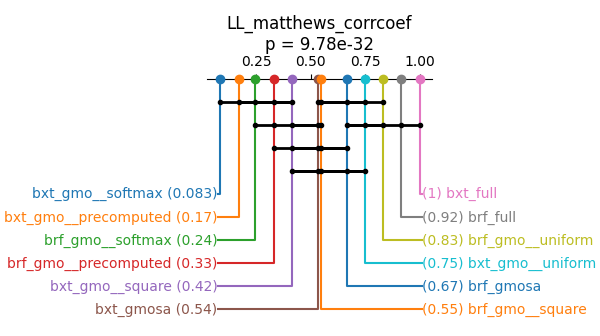 LL_matthews_corrcoef
p = 9.78e-32
0.25 0.50 0.75 1.00
bxt_gmo__softmax (0.083) (1) bxt_full
bxt_gmo__precomputed (0.17) (0.92) brf_full
brf_gmo__softmax (0.24) (0.83) brf_gmo__uniform
brf_gmo__precomputed (0.33) (0.75) bxt_gmo__uniform
bxt_gmo__square (0.42) (0.67) brf_gmosa
bxt_gmosa (0.54) (0.55) brf_gmo__square